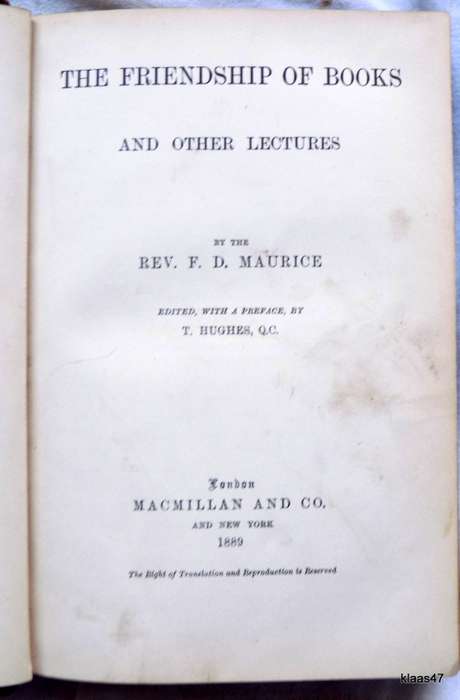 THE FRIENDSHIP OF BOOKS
AND OTHER LECTURES
BY THE
REV. F. D. MAURICE
EDITED, WITH A PREFACE, BY
T. HUGHES, Q.C.
London
MACMILLAN AND CO.
AND NEW YORK
1889
The Right of Translation and Reproduction is Reserved
klaas47